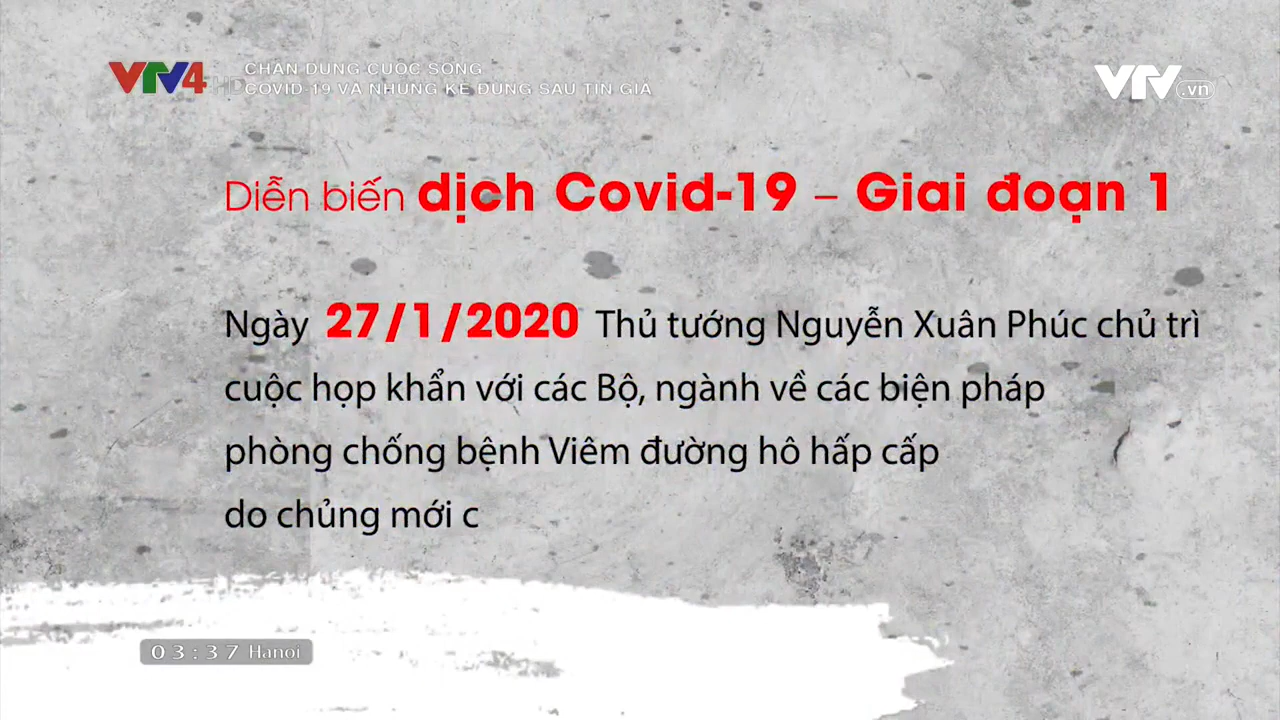 VTV4 HD
CHÂN DUNG CUỘC SỐNG
COVID-19 VÀ NHỮNG KẺ ĐỨNG SAU TIN GIẢ
VTV.vn
Diễn biến dịch Covid-19 – Giai đoạn 1
Ngày 27/1/2020 Thủ tướng Nguyễn Xuân Phúc chủ trì
cuộc họp khẩn với các Bộ, ngành về các biện pháp
phòng chống bệnh Viêm đường hô hấp cấp
do chủng mới c
03:37 Hanoi